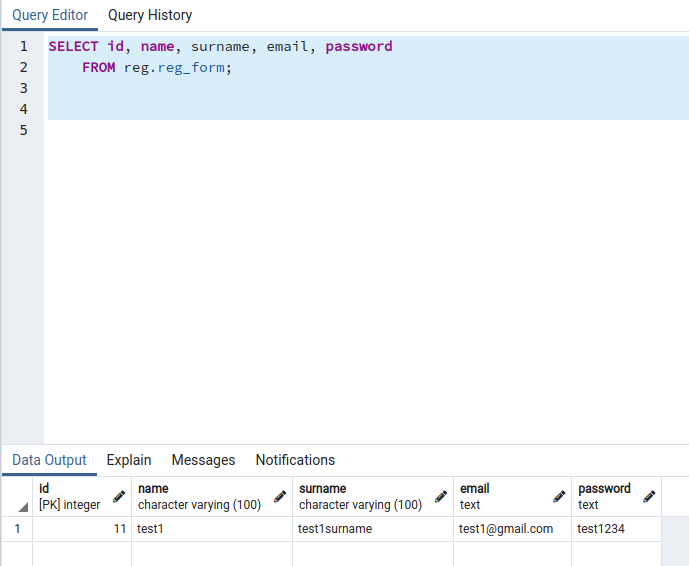 Query Editor Query History
1 SELECT id, name, surname, email, password
2 FROM reg.reg_form;
3
4
5
Data Output Explain Messages Notifications
id name surname email password
[PK] integer character varying (100) character varying (100) text text
1 11 test1 test1surname test1@gmail.com test1234